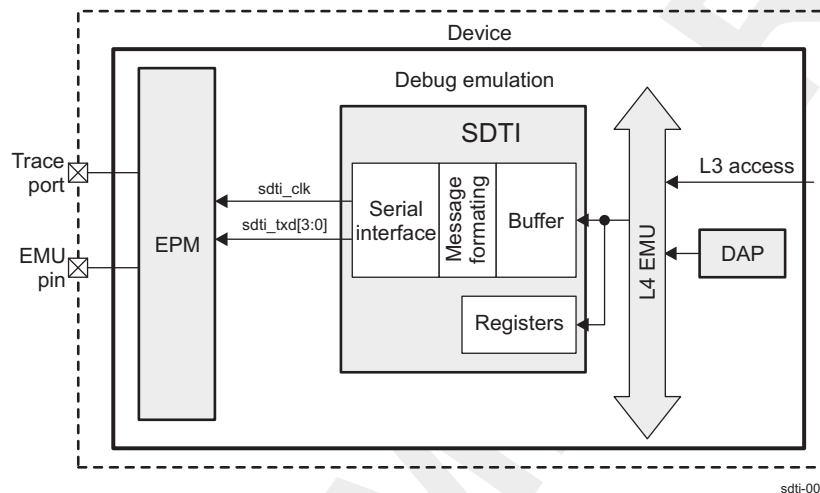 Device
Debug emulation
SDTI
Trace
port
EMU
pin
EPM
sdti_clk
sdti_txd[3:0]
Serial
interface
Message
formating
Buffer
Registers
L4 EMU
L3 access
DAP
sdti-00